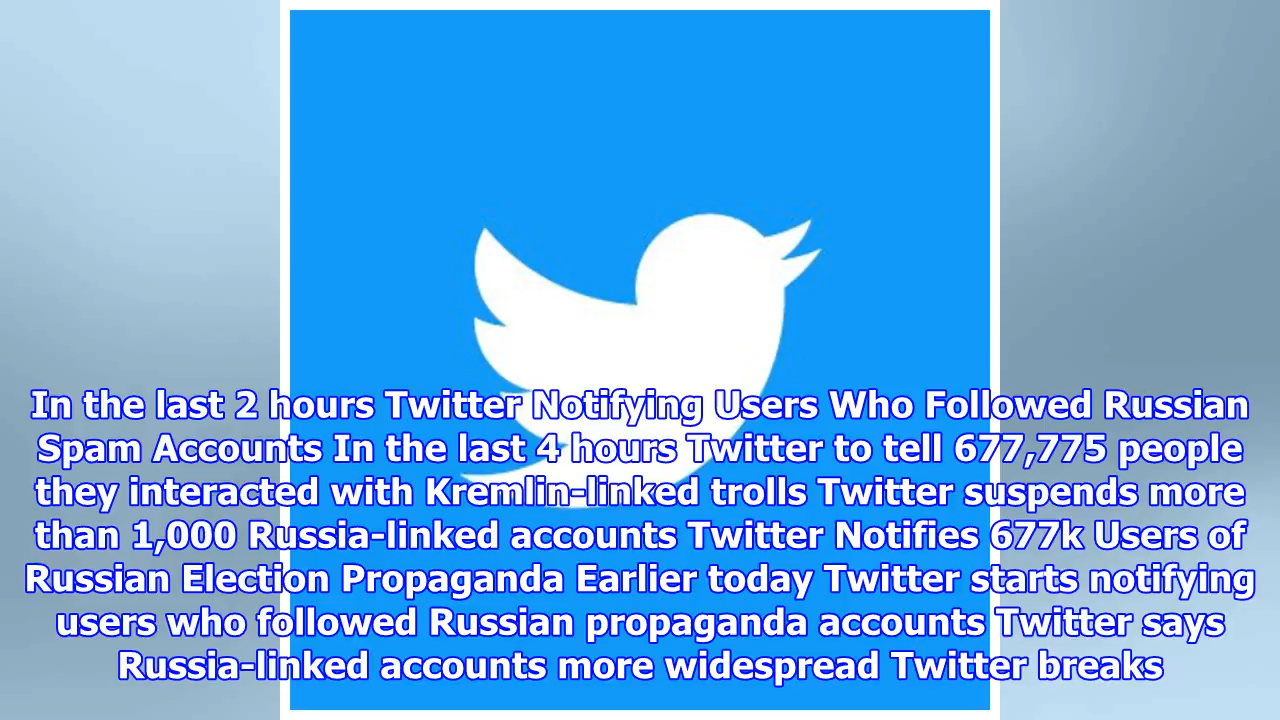 In the last 2 hours Twitter Notifying Users Who Followed Russian
Spam Accounts In the last 4 hours Twitter to tell 677,775 people
they interacted with Kremlin-linked trolls Twitter suspends more
than 1,000 Russia-linked accounts Twitter Notifies 677k Users of
Russian Election Propaganda Earlier today Twitter starts notifying
users who followed Russian propaganda accounts Twitter says
Russia-linked accounts more widespread Twitter breaks